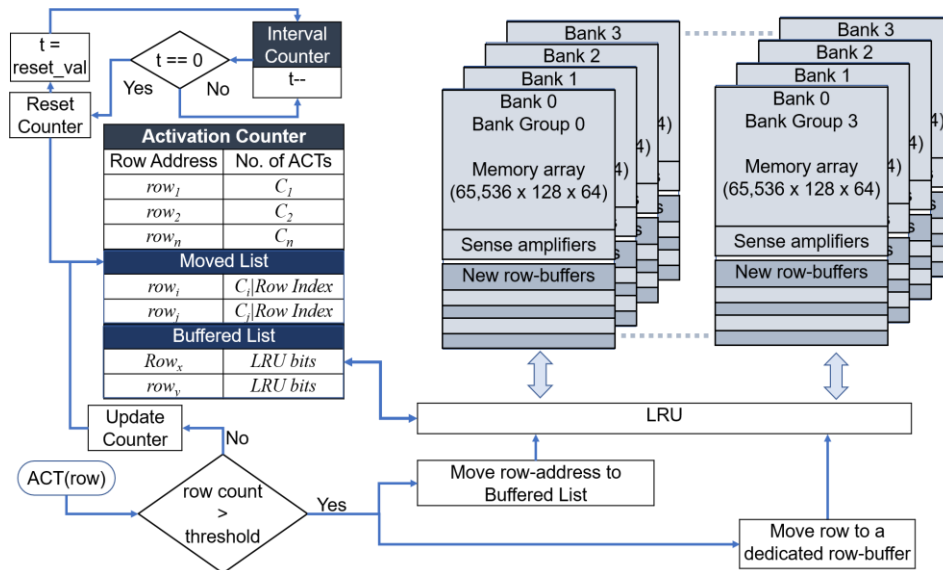 t =
reset_val
Reset
Counter
t == 0
Yes
No
Interval
Counter
t--
Activation Counter
Row Address No. of ACTs
row1 C1
row2 C2
rown Cn
Moved List
rowi Ci|Row Index
rowj Cj|Row Index
Buffered List
Rowx LRU bits
rowy LRU bits
Update
Counter
No
ACT(row)
row count
>
threshold
Yes
Bank 3
Bank 2
Bank 1
Bank 0
Bank Group 0
Memory array
(65,536 x 128 x 64)
Sense amplifiers
New row-buffers
4)
4)
s
s
Bank 3
Bank 2
Bank 1
Bank 0
Bank Group 3
Memory array
(65,536 x 128 x 64)
Sense amplifiers
New row-buffers
4)
4)
s
s
LRU
Move row-address to
Buffered List
Move row to a
dedicated row-buffer